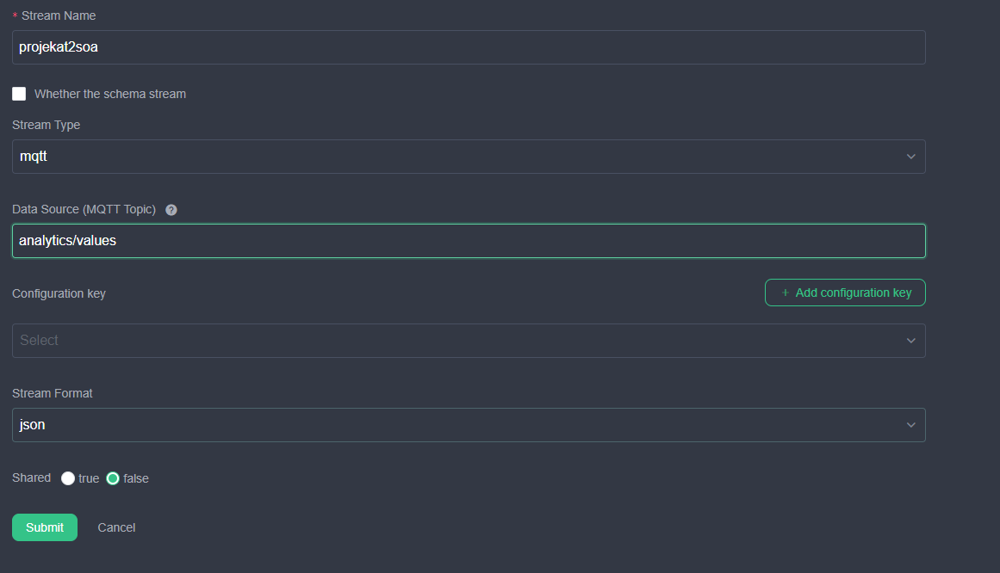 * Stream Name
projekat2soa
Whether the schema stream
Stream Type
mqtt
Data Source (MQTT Topic) ?
analytics/values
Configuration key
+ Add configuration key
Select
Stream Format
json
Shared true false
Submit Cancel